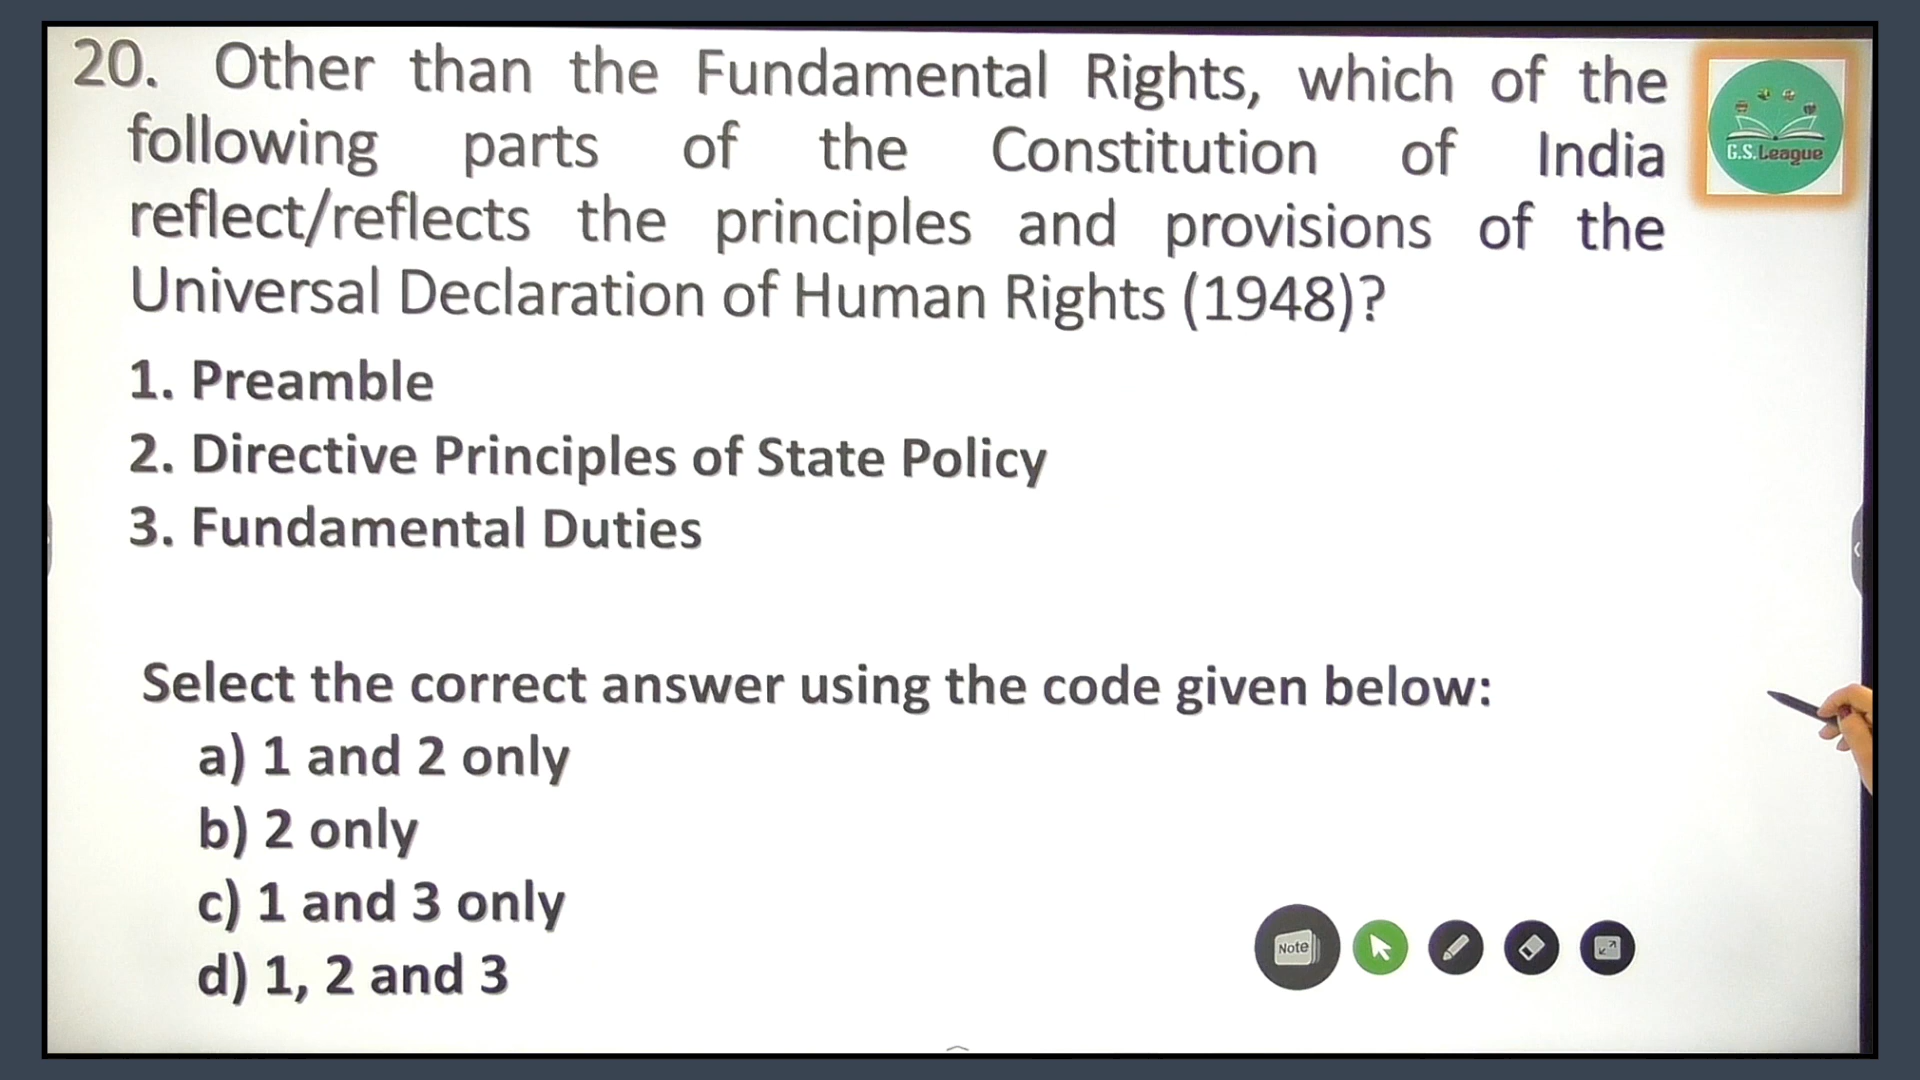 20. Other than the Fundamental Rights, which of the
following parts of the Constitution of India
reflect/reflects the principles and provisions of the
Universal Declaration of Human Rights (1948)?
1. Preamble
2. Directive Principles of State Policy
3. Fundamental Duties
Select the correct answer using the code given below:
a) 1 and 2 only
b) 2 only
c) 1 and 3 only
d) 1, 2 and 3
G.S.League
Note